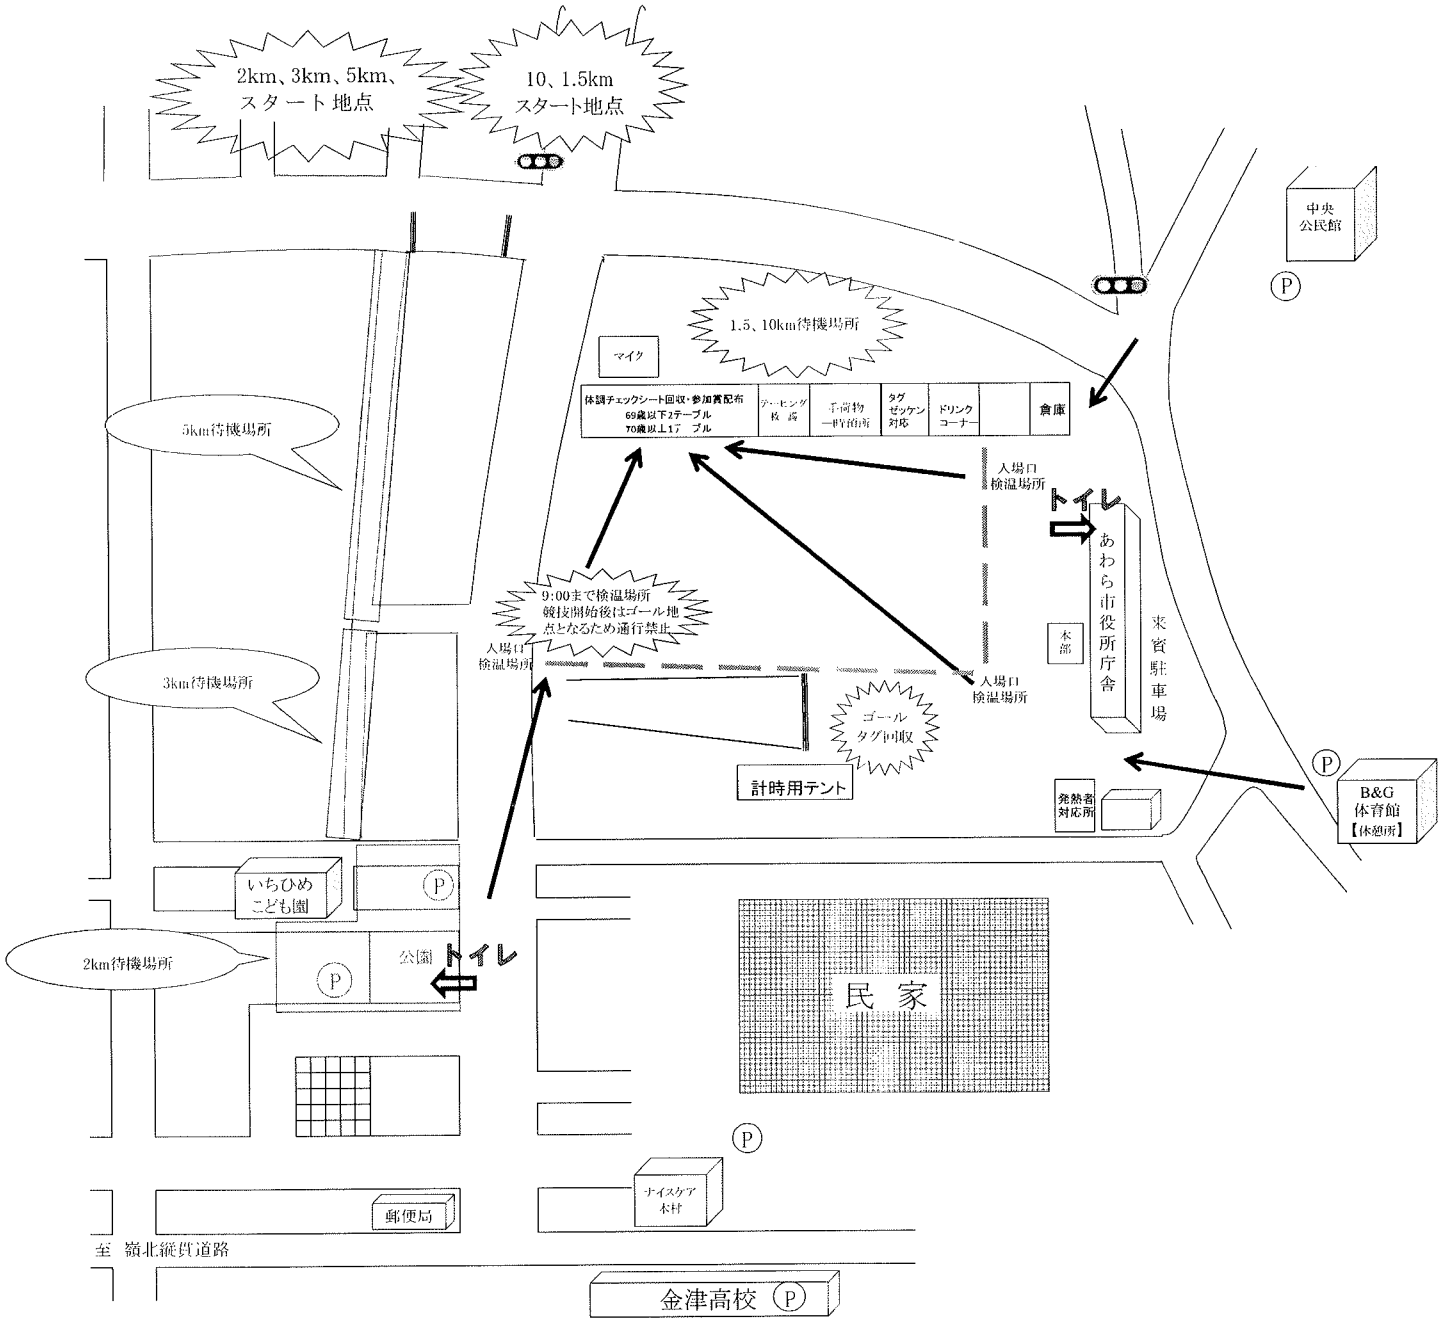 2km、3km、5km、
スタート地点
10、1.5km
スタート地点
中央
公民館
P
1.5、10km待機場所
マイク
体調チェックシート回収・参加賞配布
69歳以下2テーブル
70歳以上1テーブル
テーピング
救護
手荷物
一時預所
タグ
ゼッケン
対応
ドリンク
コーナー
倉庫
5km待機場所
入場口
検温場所
トイレ
あわら市役所庁舎
来賓駐車場
本部
9:00まで検温場所
競技開始後はゴール地
点となるため通行禁止
入場口
検温場所
3km待機場所
入場口
検温場所
ゴール
タグ回収
計時用テント
発熱者
対応所
P
B&G
体育館
【休憩所】
いちひめ
こども園
P
2km待機場所
P
公園
トイレ
民家
P
ナイスケア
木村
郵便局
至 嶺北縦貫道路
金津高校 P